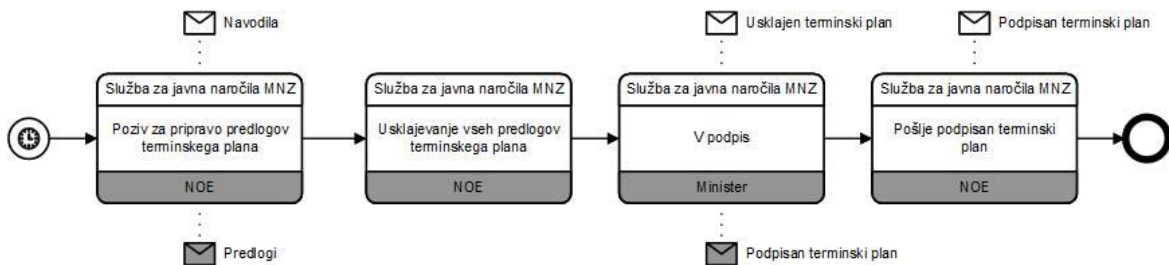 Navodila
Usklajen terminski plan
Podpisan terminski plan
Služba za javna naročila MNZ
Poziv za pripravo predlogov
terminskega plana
NOE
Služba za javna naročila MNZ
Usklajevanje vseh predlogov
terminskega plana
NOE
Služba za javna naročila MNZ
V podpis
Minister
Služba za javna naročila MNZ
Pošlje podpisan terminski
plan
NOE
Predlogi
Podpisan terminski plan